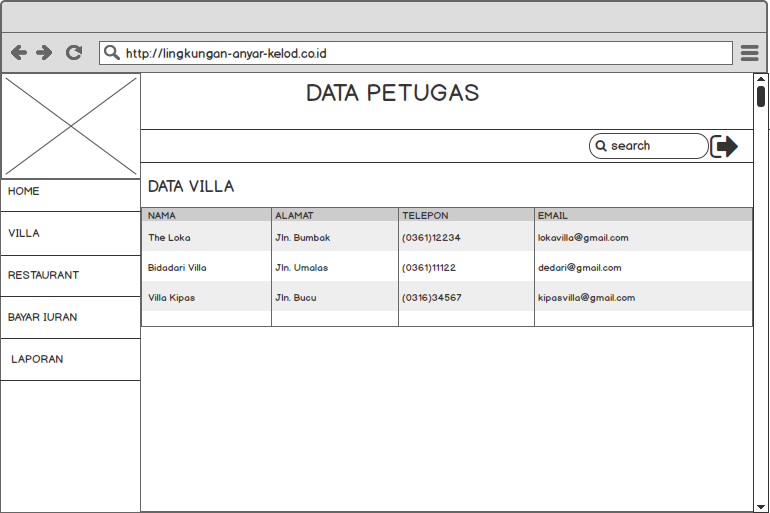 http://lingkungan-anyar-kelod.co.id
DATA PETUGAS
search
HOME
VILLA
RESTAURANT
BAYAR IURAN
LAPORAN
DATA VILLA
NAMA ALAMAT TELEPON EMAIL
The Loka Jln. Bumbak (0361)12234 lokavilla@gmail.com
Bidadari Villa Jln. Umalas (0361)11122 dedari@gmail.com
Villa Kipas Jln. Bucu (0316)34567 kipasvilla@gmail.com